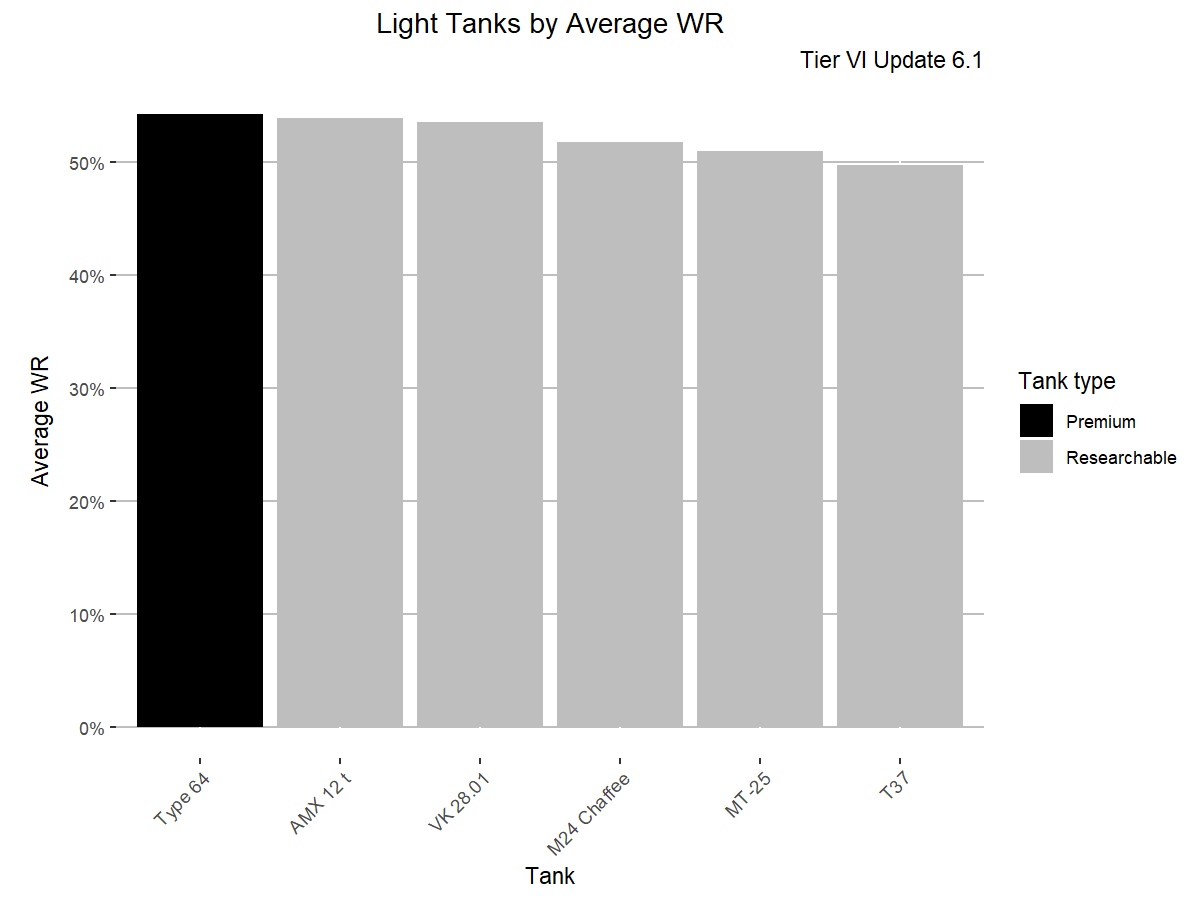 Light Tanks by Average WR
Tier VI Update 6.1
50%
40%
30%
20%
10%
0%
Average WR
Type 64
AMX 12 t
VK 28.01
M24 Chaffee
MT-25
T37
Tank
Tank type
Premium
Researchable